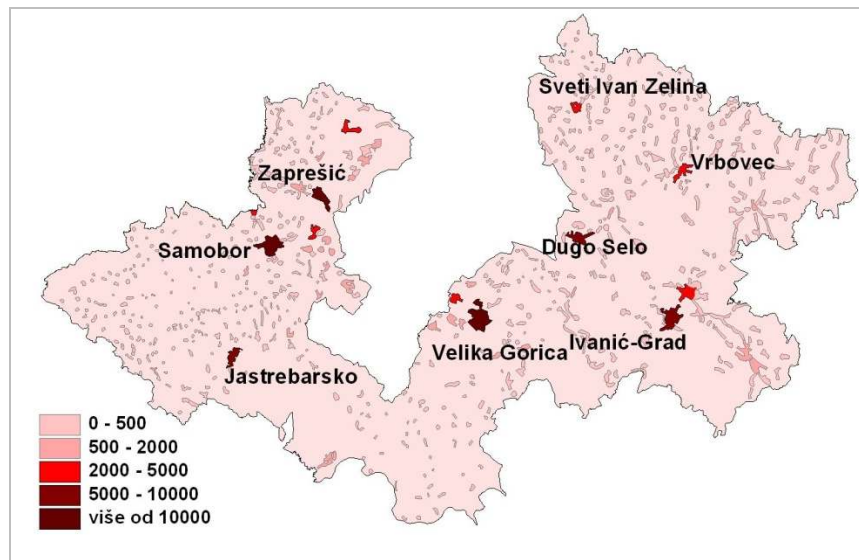 Sveti Ivan Zelina
Zaprešić
Vrbovec
Samobor
Dugo Selo
Velika Gorica
Ivanić-Grad
Jastrebarsko
0 - 500
500 - 2000
2000 - 5000
5000 - 10000
više od 10000